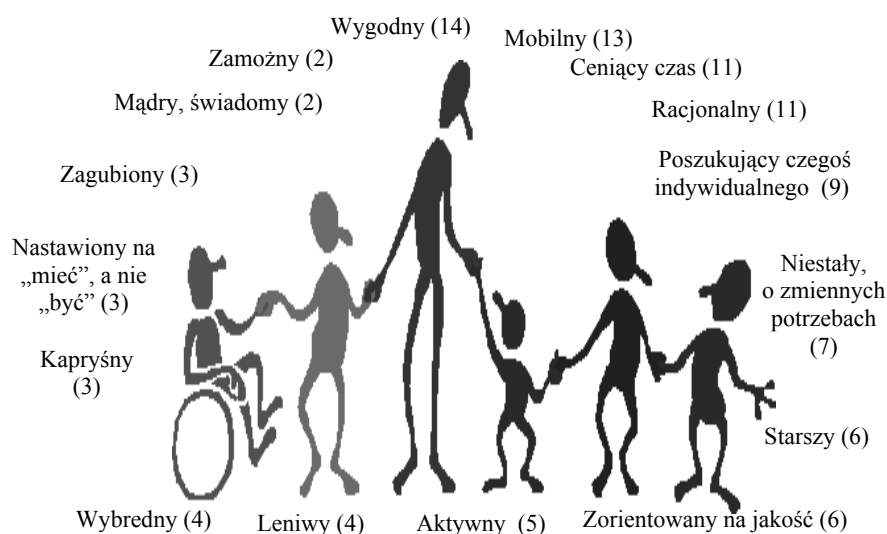 Wygodny (14)
Mobilny (13)
Zamożny (2)
Ceniący czas (11)
Mądry, świadomy (2)
Racjonalny (11)
Zagubiony (3)
Poszukujący czegoś
indywidualnego (9)
Nastawiony na
„mieć”, a nie
„być” (3)
Niestały,
o zmiennych
potrzebach
(7)
Kapryśny
(3)
Starszy (6)
Wybredny (4)
Leniwy (4)
Aktywny (5)
Zorientowany na jakość (6)